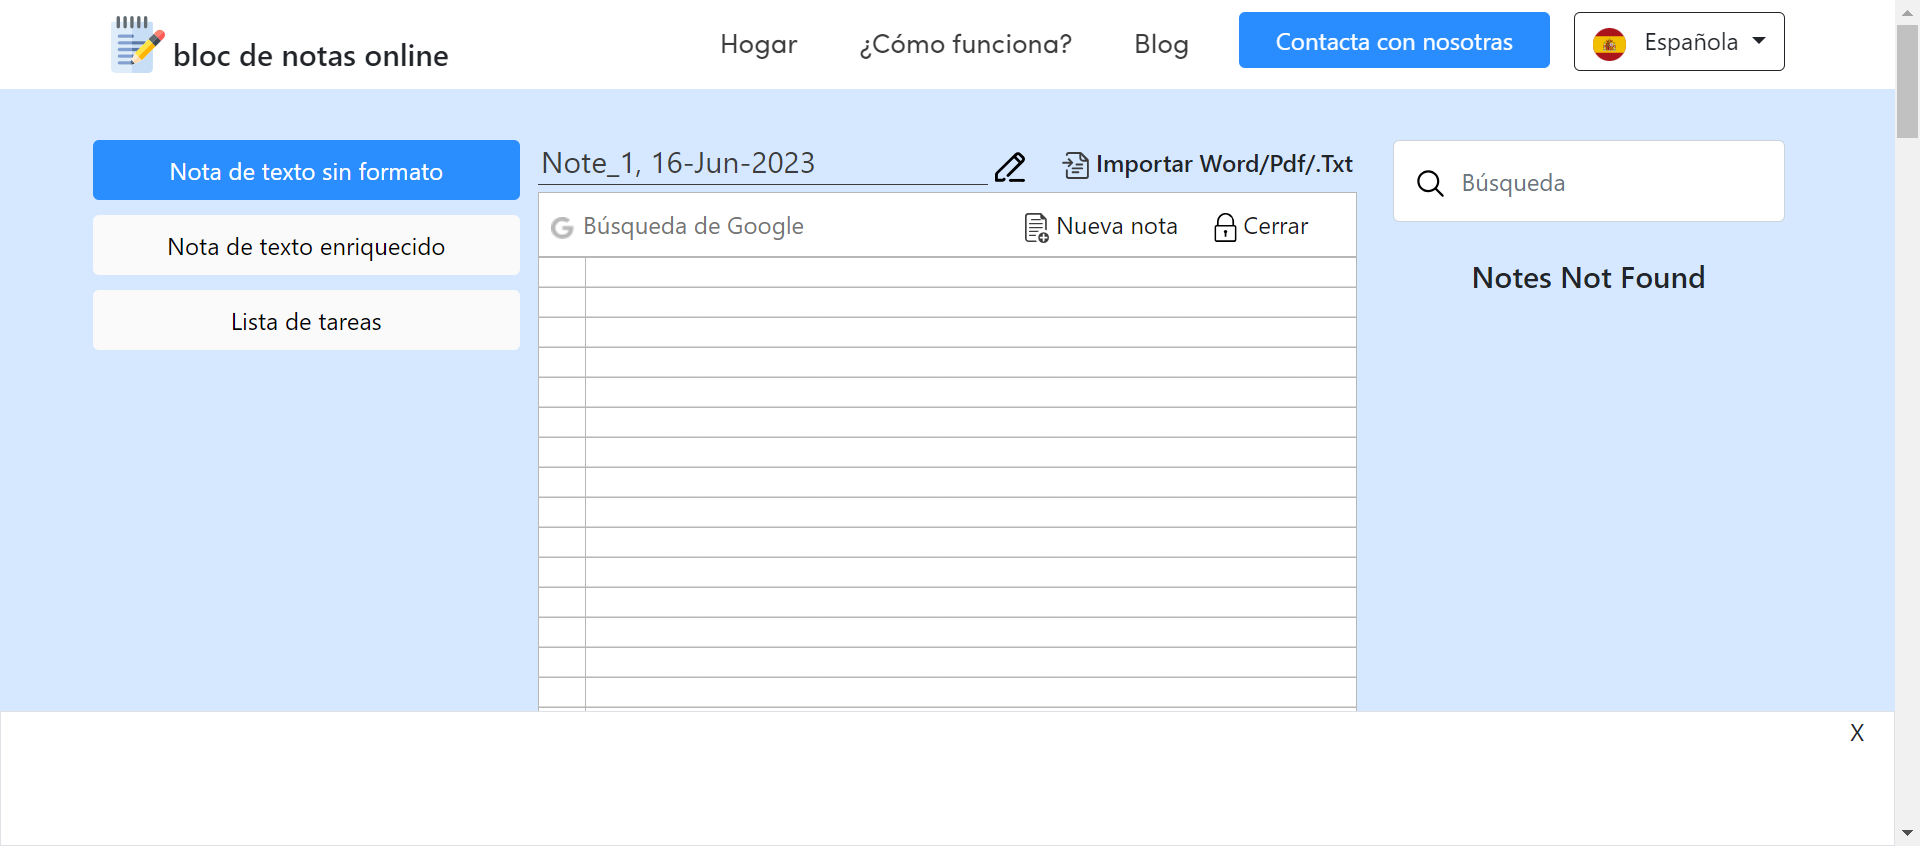 bloc de notas online
Hogar
¿Cómo funciona?
Blog
Contacta con nosotras
Española
Nota de texto sin formato
Nota de texto enriquecido
Lista de tareas
Note_1, 16-Jun-2023
Importar Word/Pdf/.Txt
G Búsqueda de Google
Nueva nota
Cerrar
Búsqueda
Notes Not Found
X